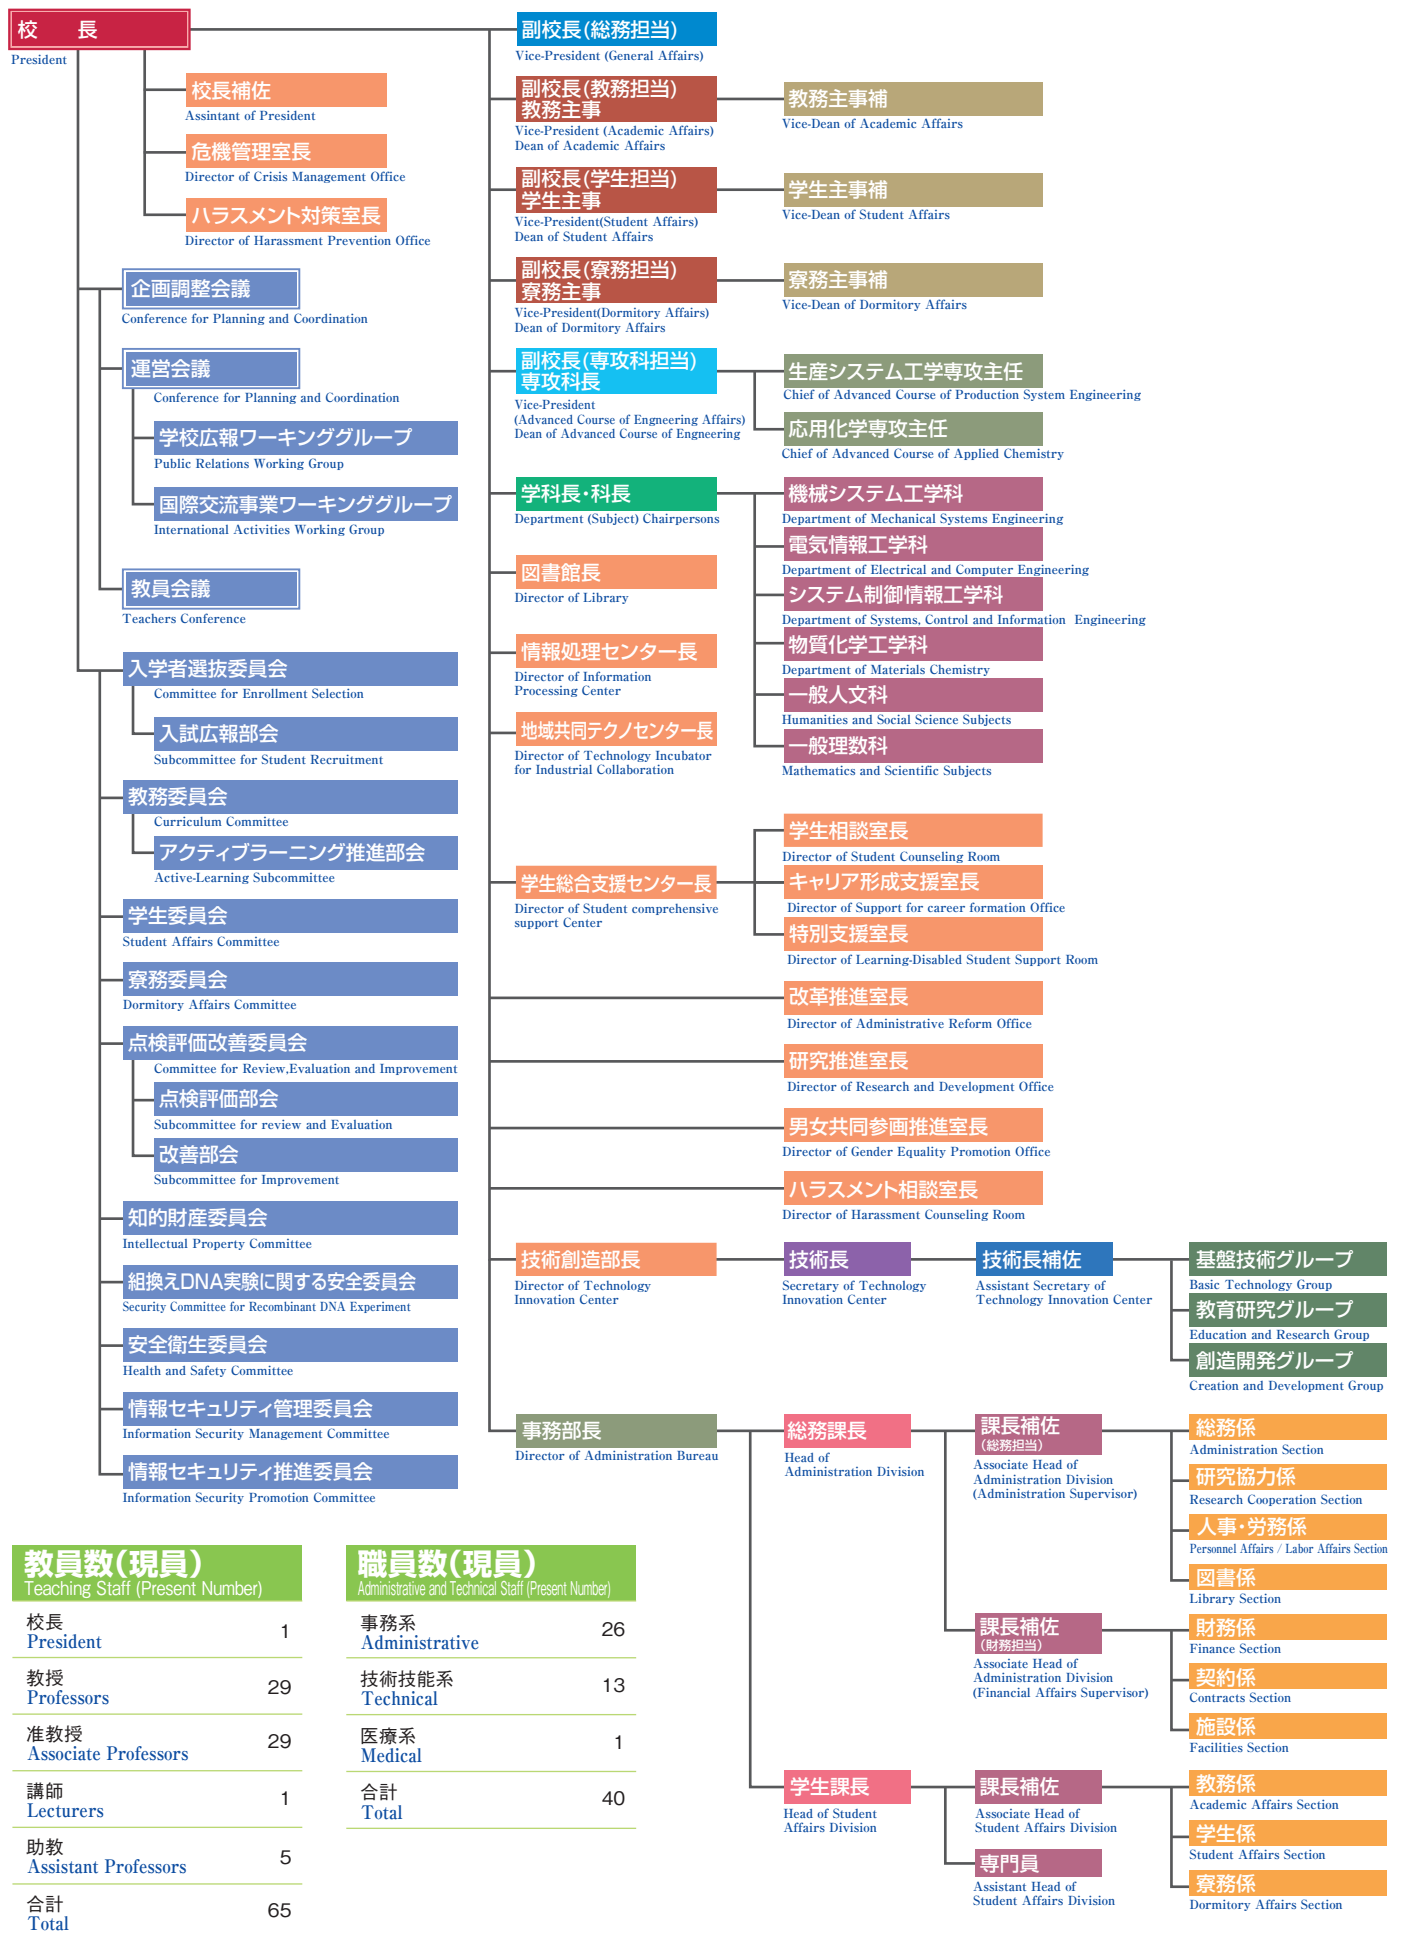 校　長
President
校長補佐
Assintant of President
危機管理室長
Director of Crisis Management Office
ハラスメント対策室長
Director of Harassment Prevention Office
企画調整会議
Conference for Planning and Coordination
運営会議
Conference for Planning and Coordination
学校広報ワーキンググループ
Public Relations Working Group
国際交流事業ワーキンググループ
International Activities Working Group
教員会議
Teachers Conference
入学者選抜委員会
Committee for Enrollment Selection
入試広報部会
Subcommittee for Student Recruitment
教務委員会
Curriculum Committee
アクティブラーニング推進部会
Active-Learning Subcommittee
学生委員会
Student Affairs Committee
寮務委員会
Dormitory Affairs Committee
点検評価改善委員会
Committee for Review,Evaluation and Improvement
点検評価部会
Subcommittee for review and Evaluation
改善部会
Subcommittee for Improvement
知的財産委員会
Intellectual Property Committee
組換えDNA実験に関する安全委員会
Security Committee for Recombinant DNA Experiment
安全衛生委員会
Health and Safety Committee
情報セキュリティ管理委員会
Information Security Management Committee
情報セキュリティ推進委員会
Information Security Promotion Committee
副校長(総務担当)
Vice-President (General Affairs)
副校長(教務担当)
教務主事
Vice-President (Academic Affairs)
Dean of Academic Affairs
教務主事補
Vice-Dean of Academic Affairs
副校長(学生担当)
学生主事
Vice-President(Student Affairs)
Dean of Student Affairs
学生主事補
Vice-Dean of Student Affairs
副校長(寮務担当)
寮務主事
Vice-President(Dormitory Affairs)
Dean of Dormitory Affairs
寮務主事補
Vice-Dean of Dormitory Affairs
副校長(専攻科担当)
専攻科長
Vice-President
(Advanced Course of Engneering Affairs)
Dean of Advanced Course of Engneering
生産システム工学専攻主任
Chief of Advanced Course of Production System Engineering
応用化学専攻主任
Chief of Advanced Course of Applied Chemistry
学科長・科長
Department (Subject) Chairpersons
機械システム工学科
Department of Mechanical Systems Engineering
電気情報工学科
Department of Electrical and Computer Engineering
システム制御情報工学科
Department of Systems, Control and Information Engineering
物質化学工学科
Department of Materials Chemistry
一般人文科
Humanities and Social Science Subjects
一般理数科
Mathematics and Scientific Subjects
図書館長
Director of Library
情報処理センター長
Director of Information
Processing Center
地域共同テクノセンター長
Director of Technology Incubator
for Industrial Collaboration
学生総合支援センター長
Director of Student comprehensive
support Center
学生相談室長
Director of Student Counseling Room
キャリア形成支援室長
Director of Support for career formation Office
特別支援室長
Director of Learning-Disabled Student Support Room
改革推進室長
Director of Administrative Reform Office
研究推進室長
Director of Research and Development Office
男女共同参画推進室長
Director of Gender Equality Promotion Office
ハラスメント相談室長
Director of Harassment Counseling Room
技術創造部長
Director of Technology
Innovation Center
技術長
Secretary of Technology
Innovation Center
技術長補佐
Assistant Secretary of
Technology Innovation Center
基盤技術グループ
Basic Technology Group
教育研究グループ
Education and Research Group
創造開発グループ
Creation and Development Group
事務部長
Director of Administration Bureau
総務課長
Head of
Administration Division
課長補佐
(総務担当)
Associate Head of
Administration Division
(Administration Supervisor)
総務係
Administration Section
研究協力係
Research Cooperation Section
人事・労務係
Personnel Affairs / Labor Affairs Section
図書係
Library Section
課長補佐
(財務担当)
Associate Head of
Administration Division
(Financial Affairs Supervisor)
財務係
Finance Section
契約係
Contracts Section
施設係
Facilities Section
学生課長
Head of Student
Affairs Division
課長補佐
Associate Head of
Student Affairs Division
専門員
Assistant Head of
Student Affairs Division
教務係
Academic Affairs Section
学生係
Student Affairs Section
寮務係
Dormitory Affairs Section
教員数(現員)
Teaching Staff (Present Number)
校長
President 1
教授
Professors 29
准教授
Associate Professors 29
講師
Lecturers 1
助教
Assistant Professors 5
合計
Total 65
職員数(現員)
Administrative and Technical Staff (Present Number)
事務系
Administrative 26
技術技能系
Technical 13
医療系
Medical 1
合計
Total 40